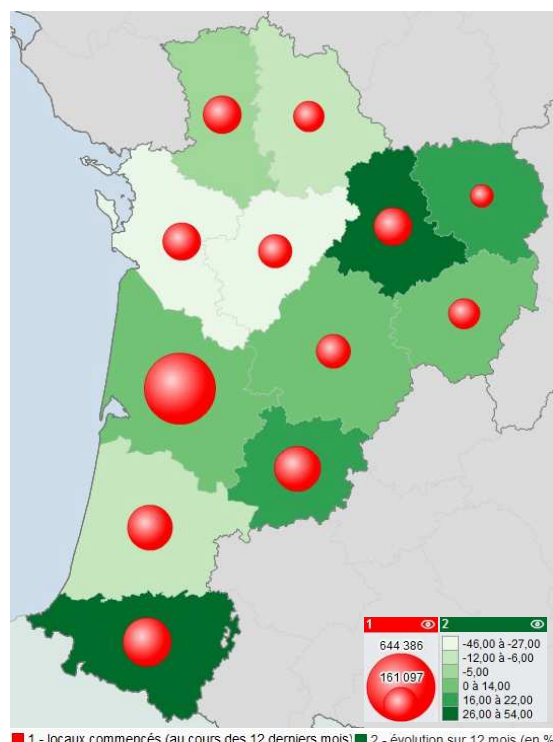 1 2
644 386
161 097
-46,00 à -27,00
-12,00 à -6,00
-5,00
0 à 14,00
16,00 à 22,00
26,00 à 54,00
1 - locaux commencés (au cours des 12 derniers mois) 2 - évolution sur 12 mois (en %